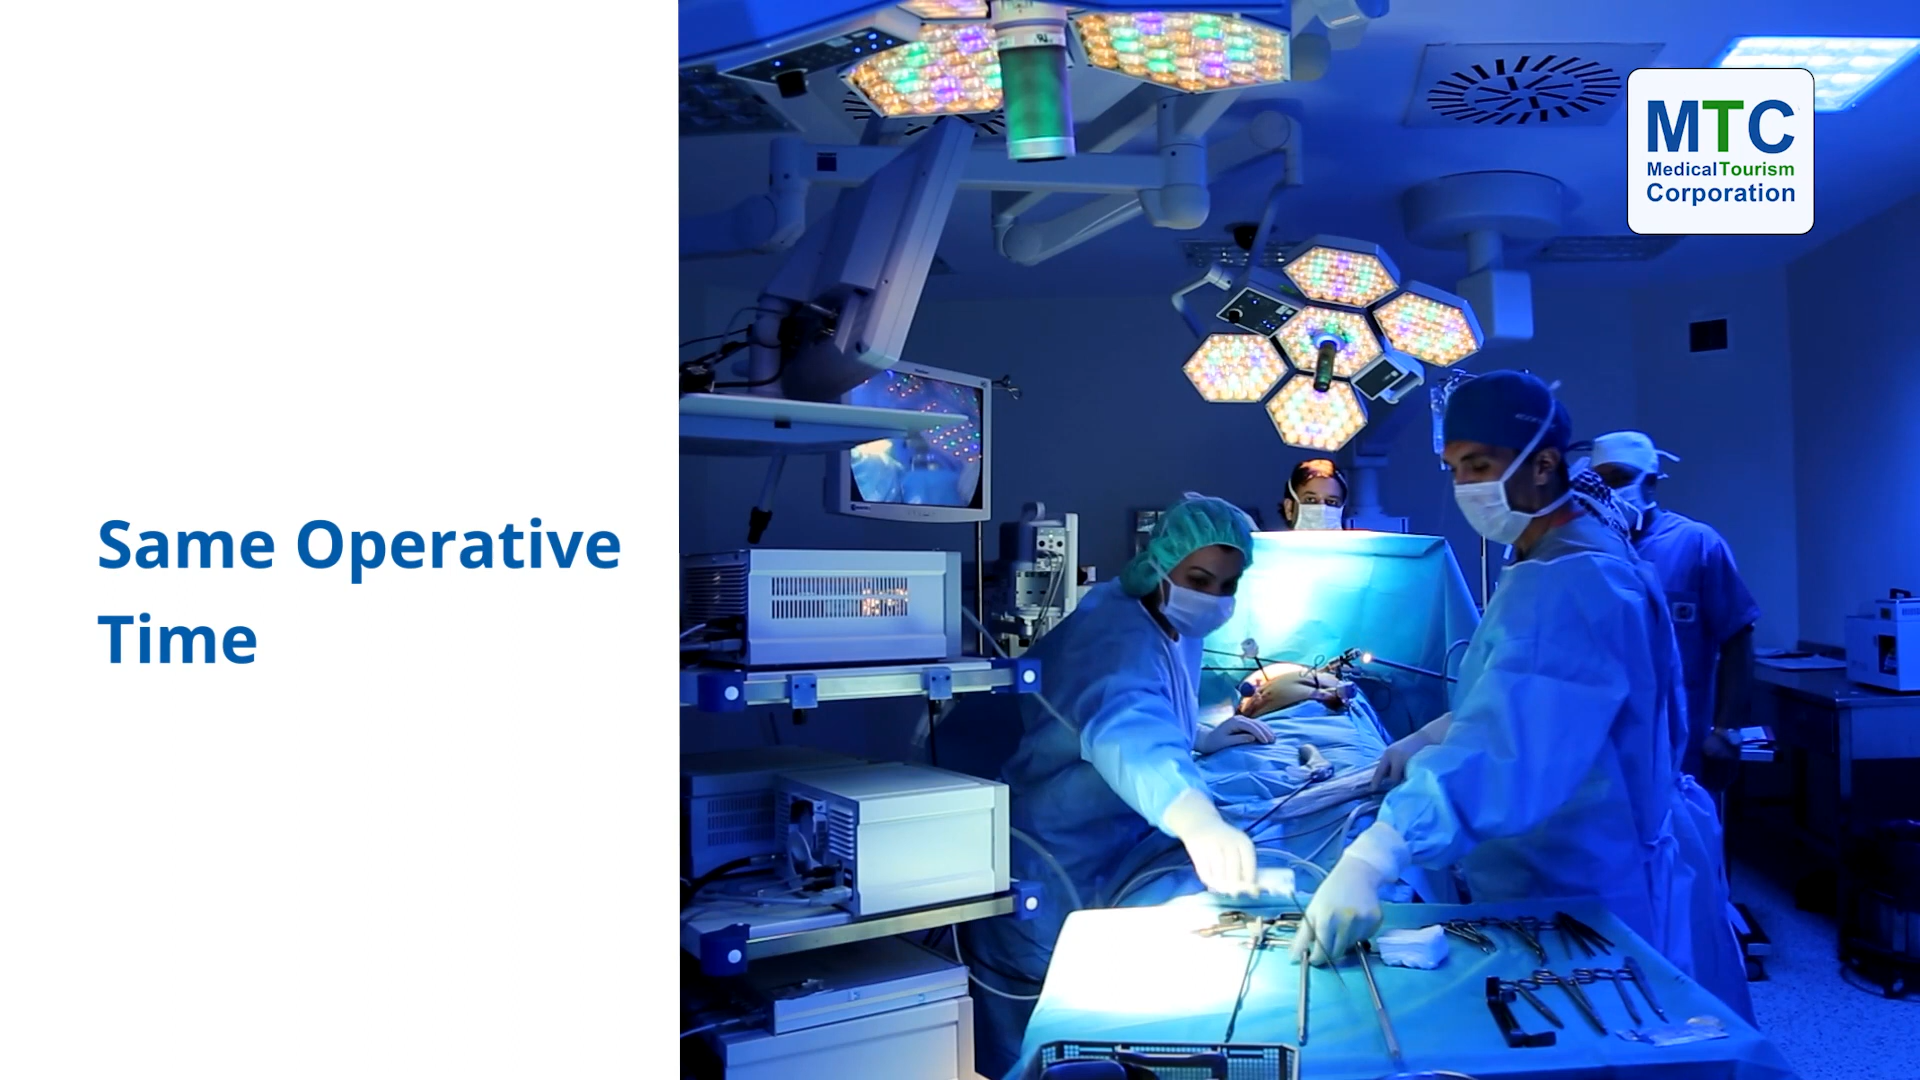 Same Operative
Time
MTC
MedicalTourism
Corporation